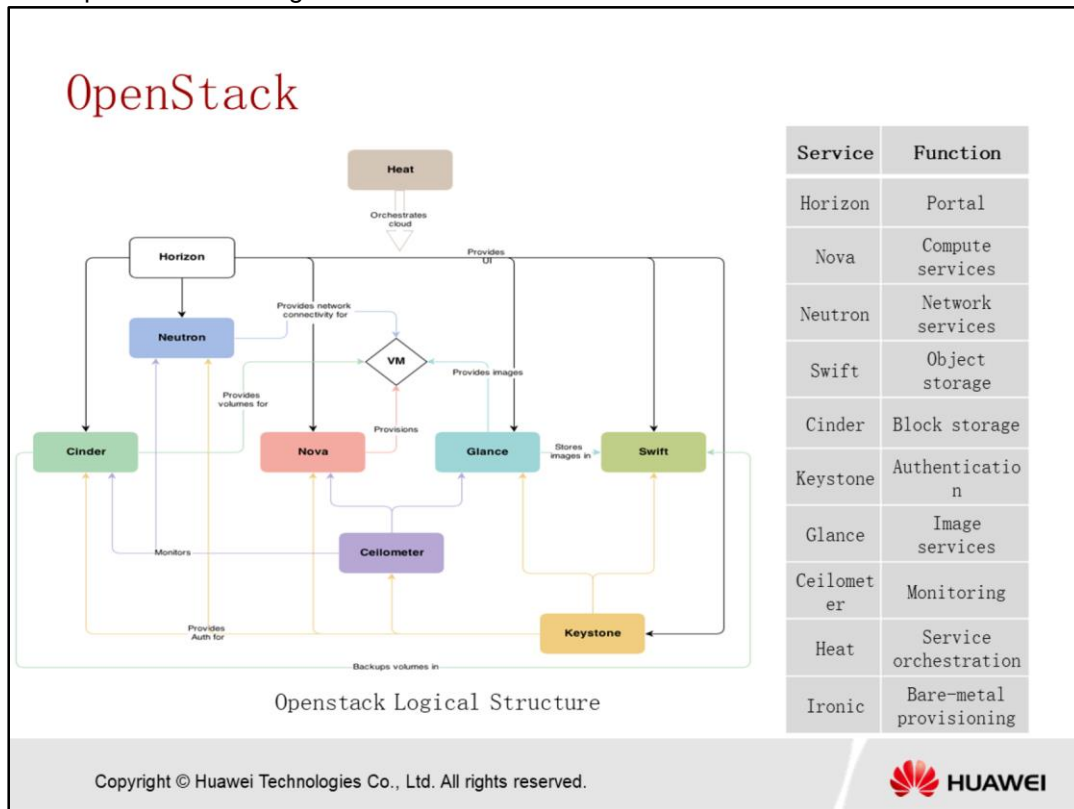 OpenStack
Heat
Orchestrates
cloud
Horizon
Provides
UI
Provides network
connectivity for
Neutron
VM
Provides images
Provides
volumes for
Provisions
Cinder
Nova
Glance
Stores
images in
Swift
Monitors
Ceilometer
Provides
Auth for
Keystone
Backups volumes in
Openstack Logical Structure
Service Function
Horizon Portal
Nova Compute
services
Neutron Network
services
Swift Object
storage
Cinder Block storage
Keystone Authenticatio
n
Glance Image
services
Ceilomet
er Monitoring
Heat Service
orchestration
Ironic Bare-metal
provisioning
Copyright © Huawei Technologies Co., Ltd. All rights reserved.
HUAWEI